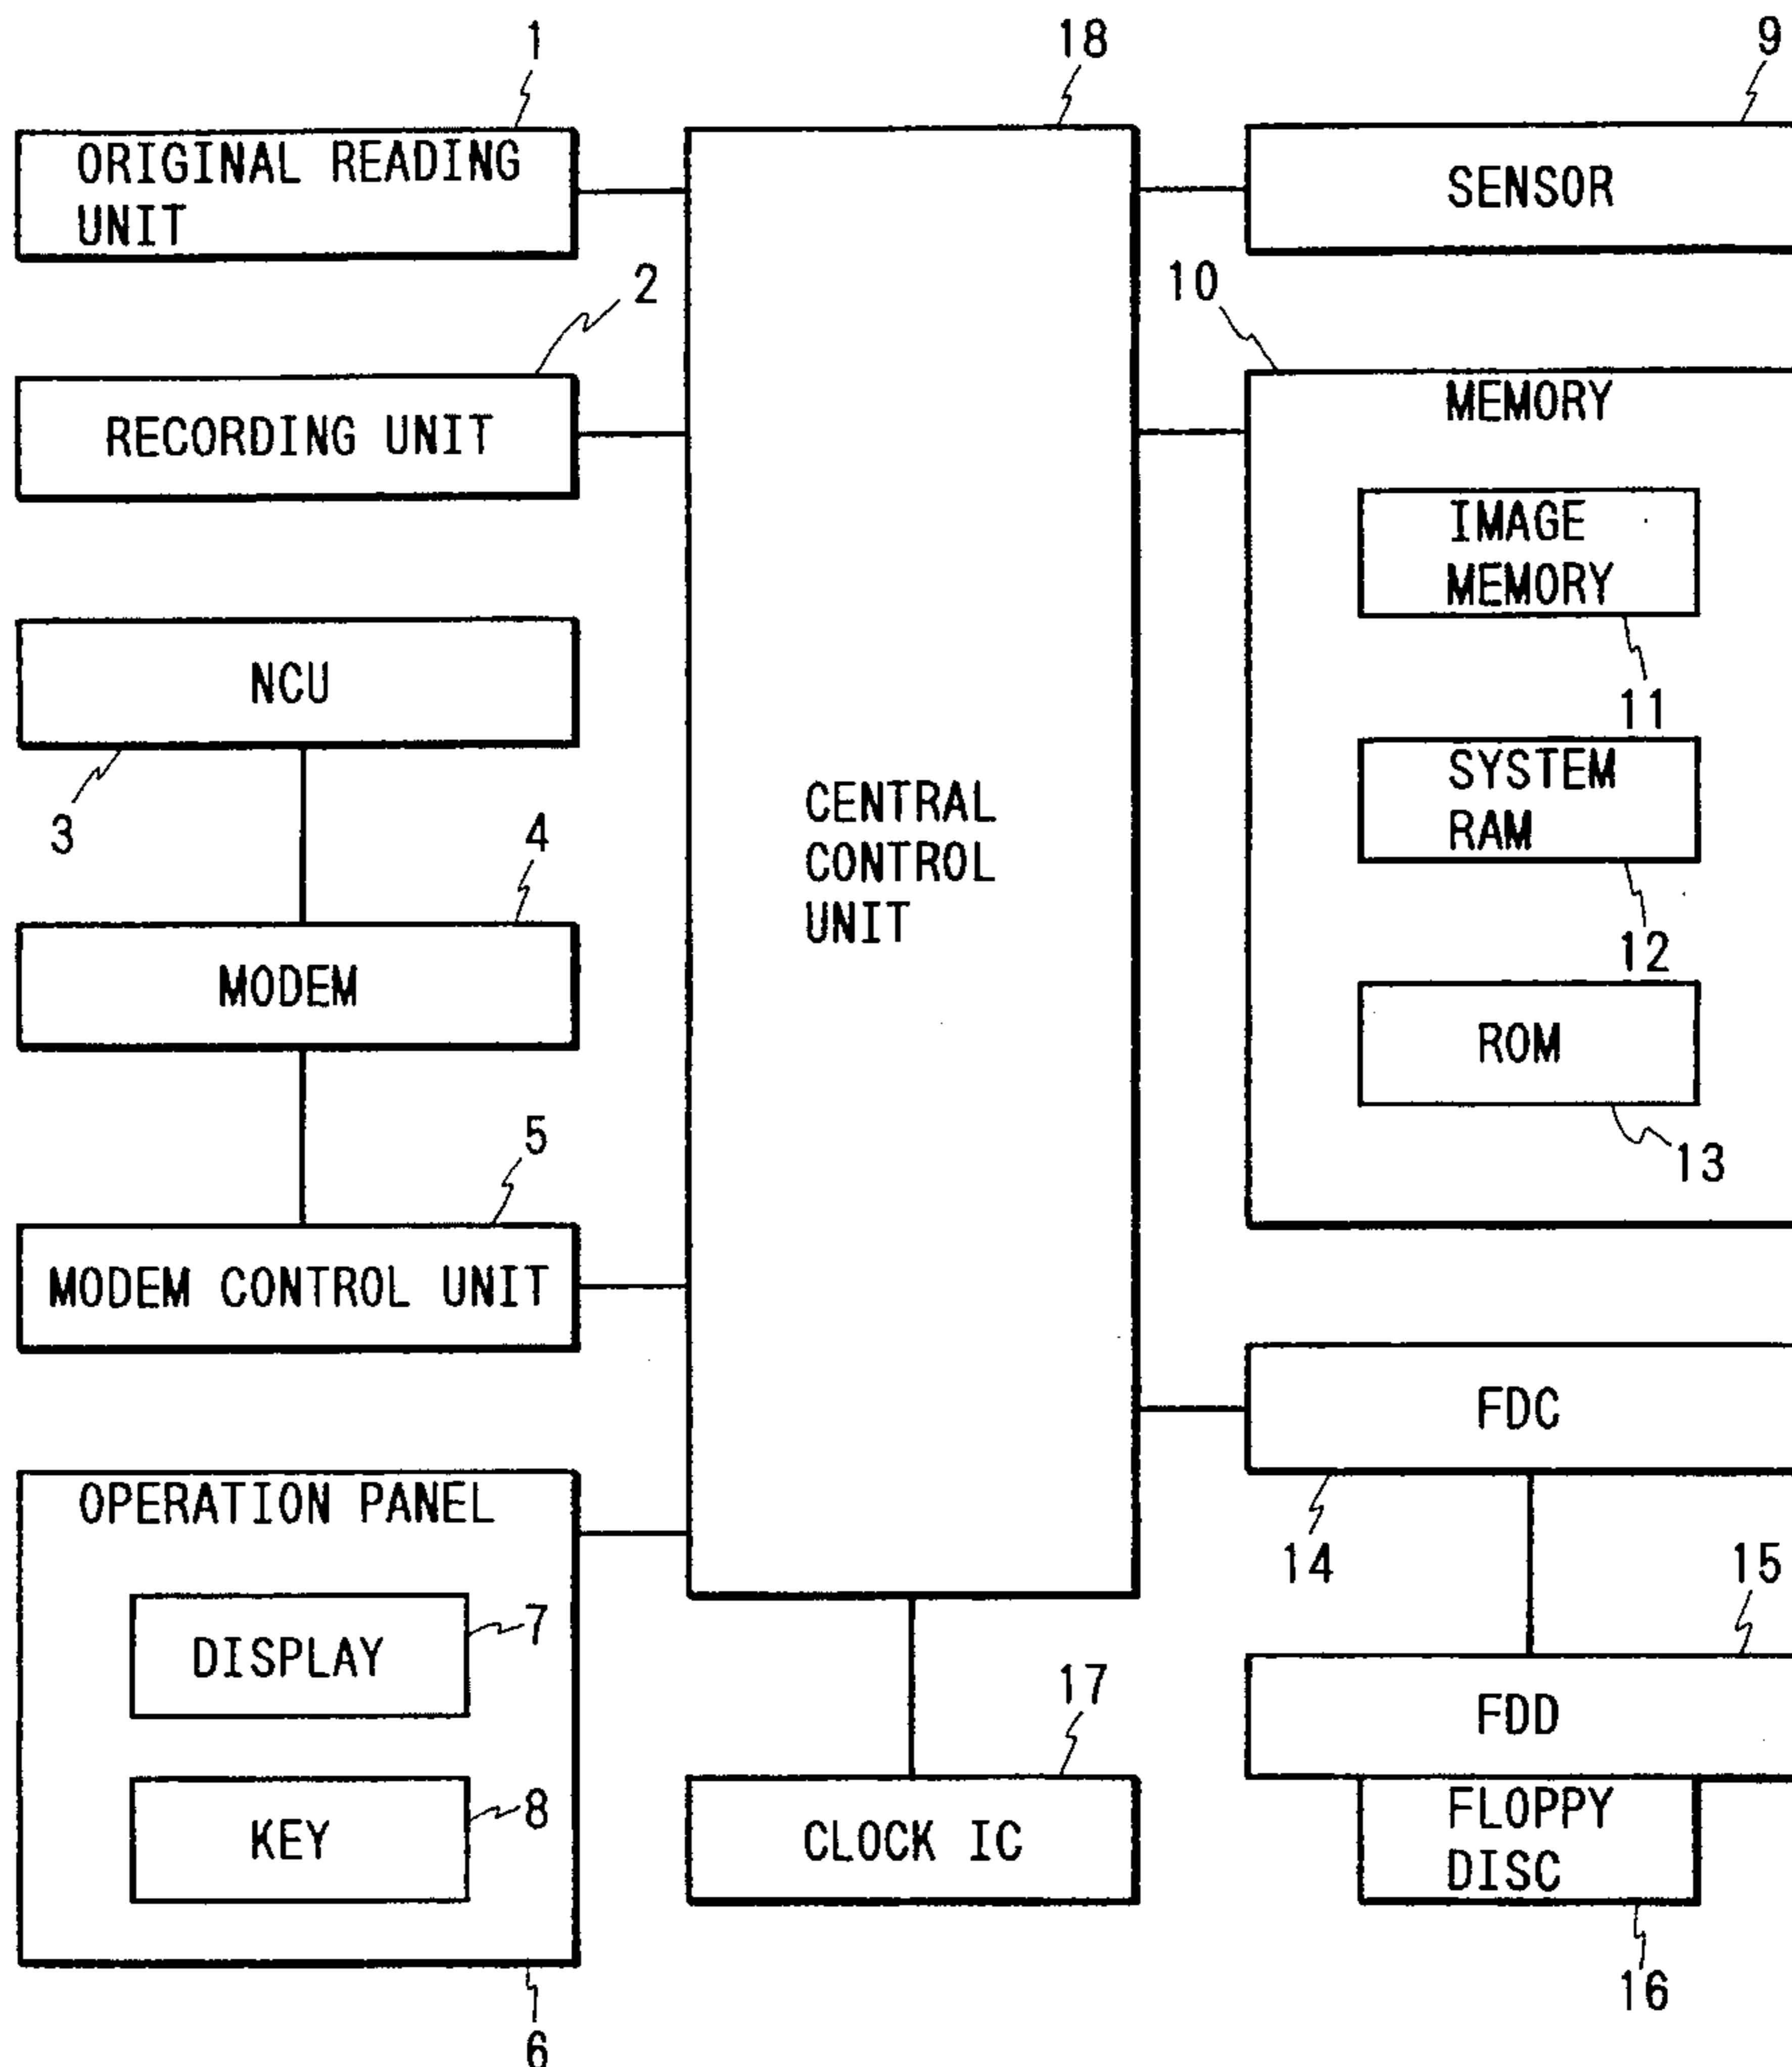 1
18
9
ORIGINAL READING
UNIT
SENSOR
2
10
RECORDING UNIT
MEMORY
IMAGE
MEMORY
11
NCU
3
SYSTEM
RAM
12
CENTRAL
CONTROL
UNIT
4
MODEM
ROM
13
5
MODEM CONTROL UNIT
FDC
14
OPERATION PANEL
15
DISPLAY
7
17
FDD
KEY
8
CLOCK IC
FLOPPY
DISC
16
6